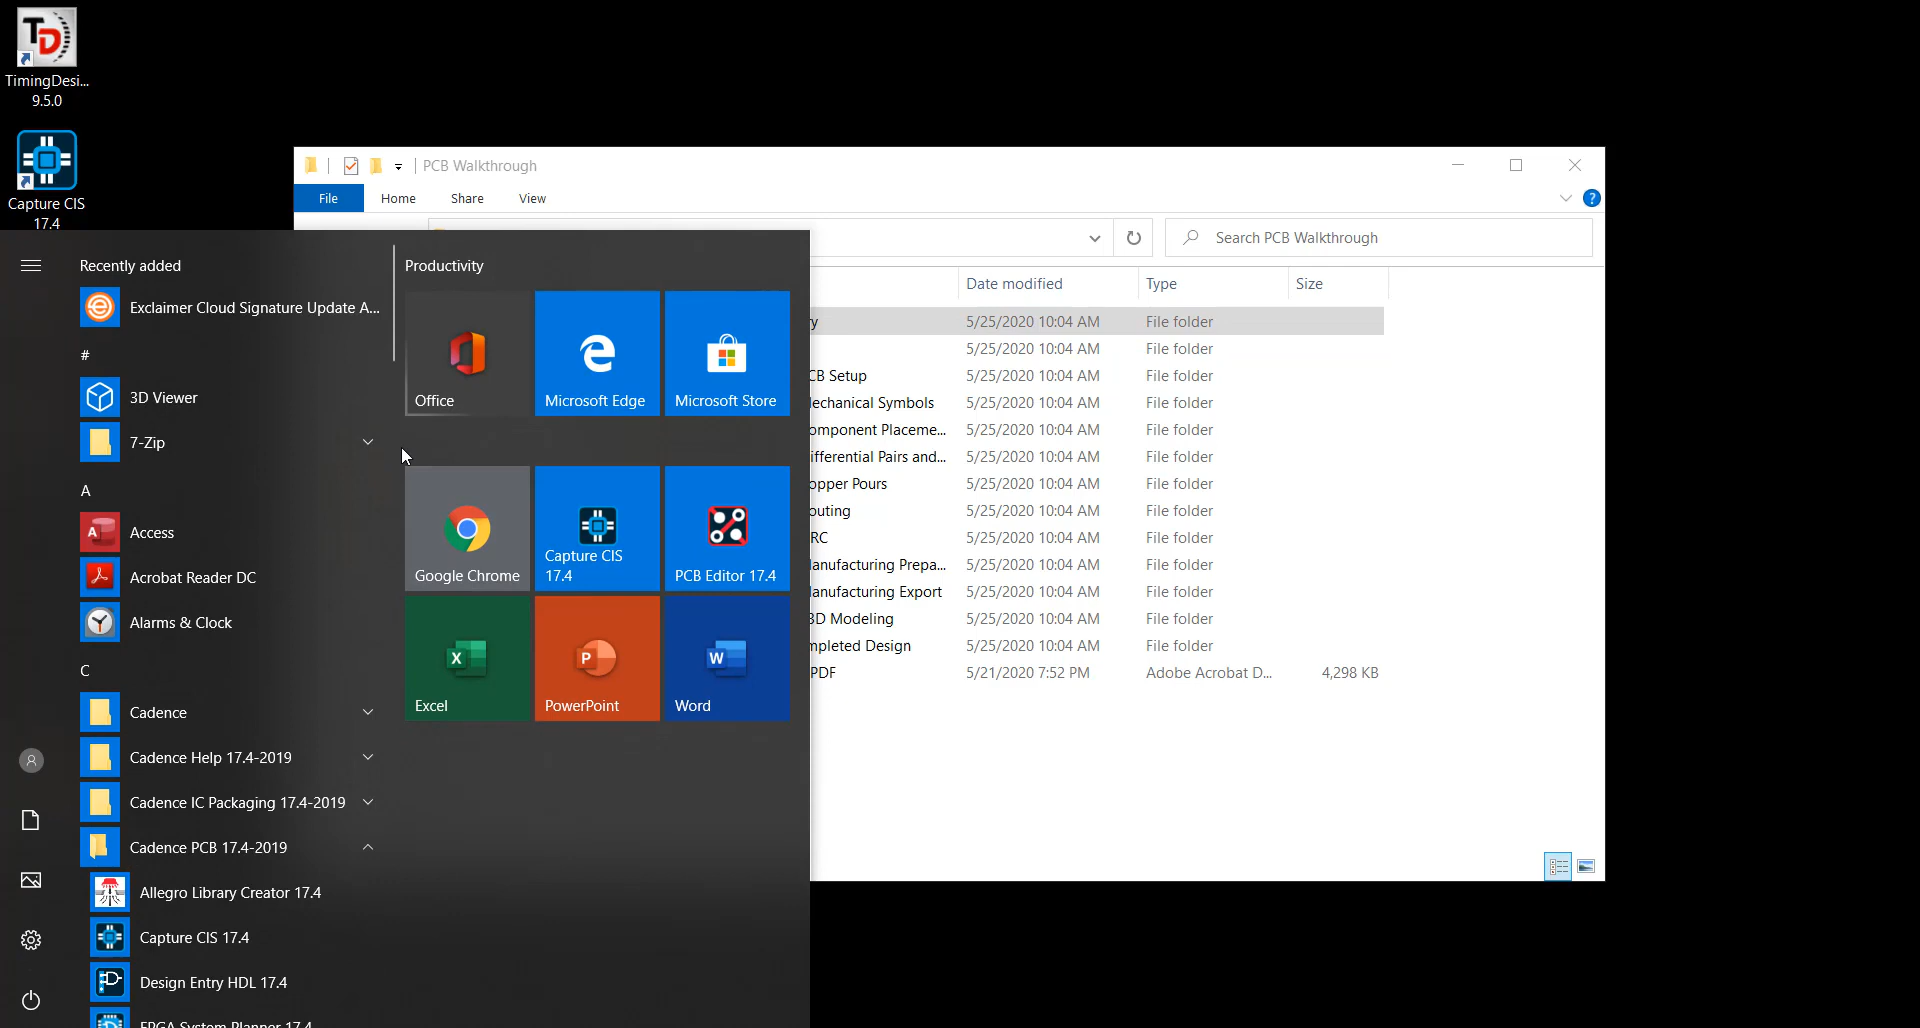 TimingDesi...
9.5.0
Capture CIS
17.4
PCB Walkthrough
File
Home
Share
View
Search PCB Walkthrough
Date modified
Type
Size
y 5/25/2020 10:04 AM File folder
5/25/2020 10:04 AM File folder
CB Setup 5/25/2020 10:04 AM File folder
echanical Symbols 5/25/2020 10:04 AM File folder
omponent Placeme... 5/25/2020 10:04 AM File folder
ifferential Pairs and... 5/25/2020 10:04 AM File folder
opper Pours 5/25/2020 10:04 AM File folder
outing 5/25/2020 10:04 AM File folder
RC 5/25/2020 10:04 AM File folder
anufacturing Prepa... 5/25/2020 10:04 AM File folder
anufacturing Export 5/25/2020 10:04 AM File folder
3D Modeling 5/25/2020 10:04 AM File folder
mpleted Design 5/25/2020 10:04 AM File folder
PDF 5/21/2020 7:52 PM Adobe Acrobat D... 4,298 KB
Recently added
Exclaimer Cloud Signature Update A...
#
3D Viewer
7-Zip
A
Access
Acrobat Reader DC
Alarms & Clock
C
Cadence
Cadence Help 17.4-2019
Cadence IC Packaging 17.4-2019
Cadence PCB 17.4-2019
Allegro Library Creator 17.4
Capture CIS 17.4
Design Entry HDL 17.4
FPGA System Planner 17.4
Productivity
Office
Microsoft Edge
Microsoft Store
Google Chrome
Capture CIS
17.4
PCB Editor 17.4
Excel
PowerPoint
Word